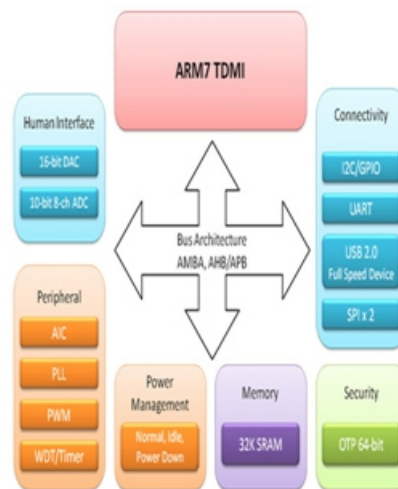 ARM7 TDMI
Human Interface
16-bit DAC
10-bit 8-ch ADC
Connectivity
I2C/GPIO
UART
USB 2.0
Full Speed Device
SPI x 2
Bus Architecture
AMBA, AHB/APB
Peripheral
AIC
PLL
PWM
WDT/Timer
Power
Management
Normal, Idle,
Power Down
Memory
32K SRAM
Security
OTP 64-bit